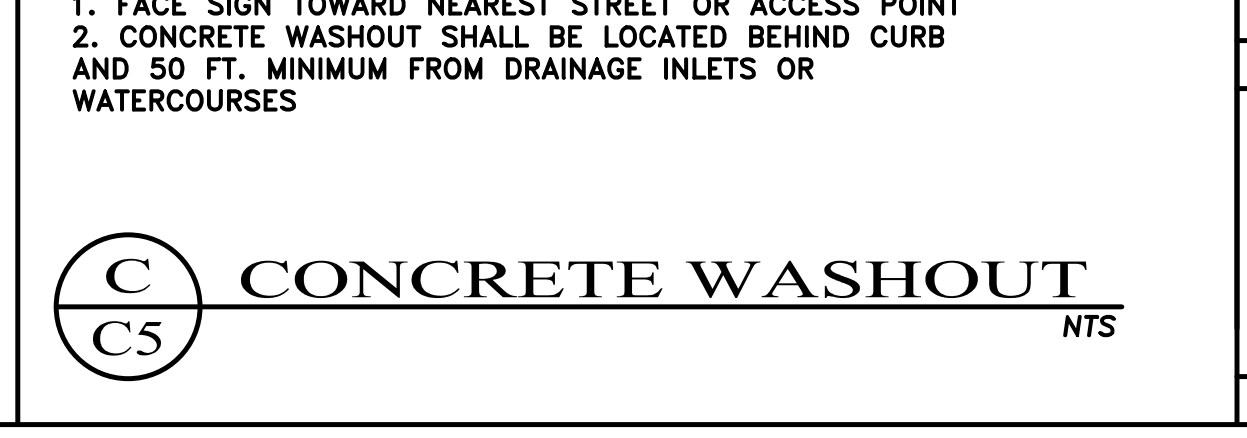 1. FACE SIGN TOWARD NEAREST STREET OR ACCESS POINT
2. CONCRETE WASHOUT SHALL BE LOCATED BEHIND CURB
AND 50 FT. MINIMUM FROM DRAINAGE INLETS OR
WATERCOURSES
C
CONCRETE WASHOUT
C5
NTS